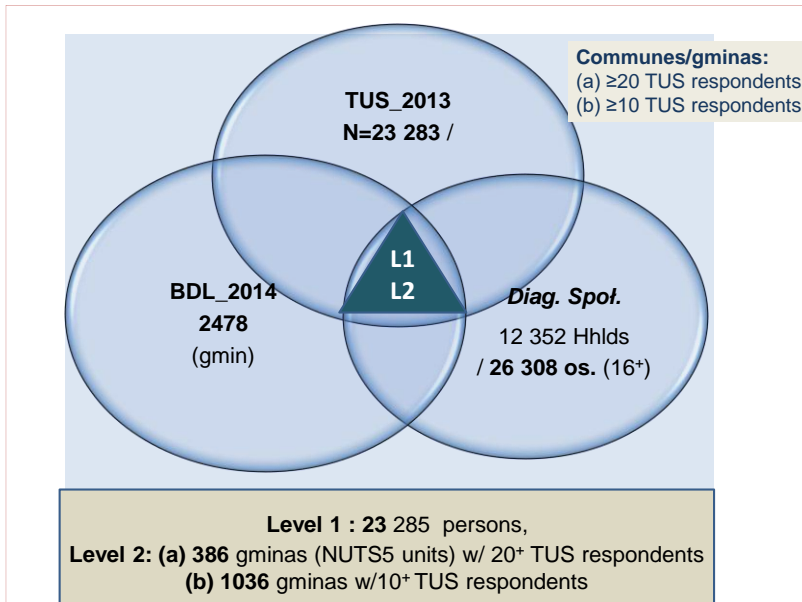 Communes/gminas:
(a) ≥20 TUS respondents
(b) ≥10 TUS respondents
TUS_2013
N=23 283 /
L1
L2
BDL_2014
2478
(gmin)
Diag. Społ.
12 352 Hhlds
/ 26 308 os. (16+)
Level 1 : 23 285 persons,
Level 2: (a) 386 gminas (NUTS5 units) w/ 20+ TUS respondents
(b) 1036 gminas w/10+ TUS respondents